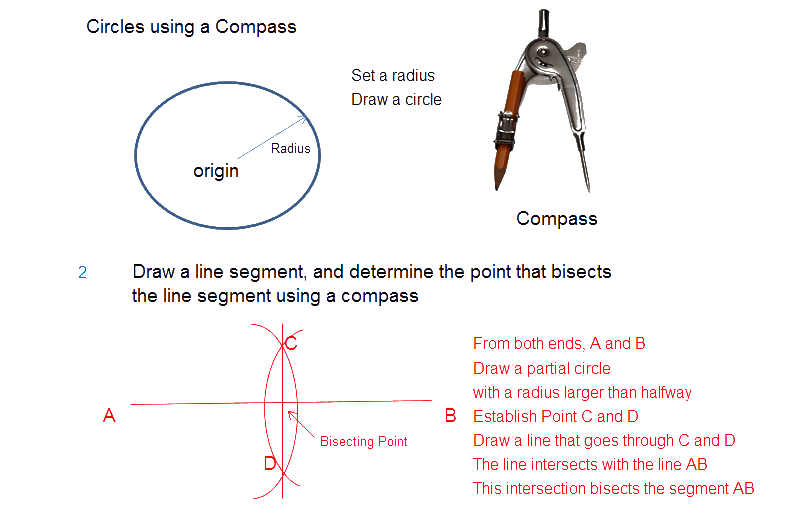 Circles using a Compass
Set a radius
Draw a circle
Radius
origin
Compass
2 Draw a line segment, and determine the point that bisects
the line segment using a compass
C
From both ends, A and B
Draw a partial circle
with a radius larger than halfway
A
B
Establish Point C and D
Bisecting Point
Draw a line that goes through C and D
D
The line intersects with the line AB
This intersection bisects the segment AB